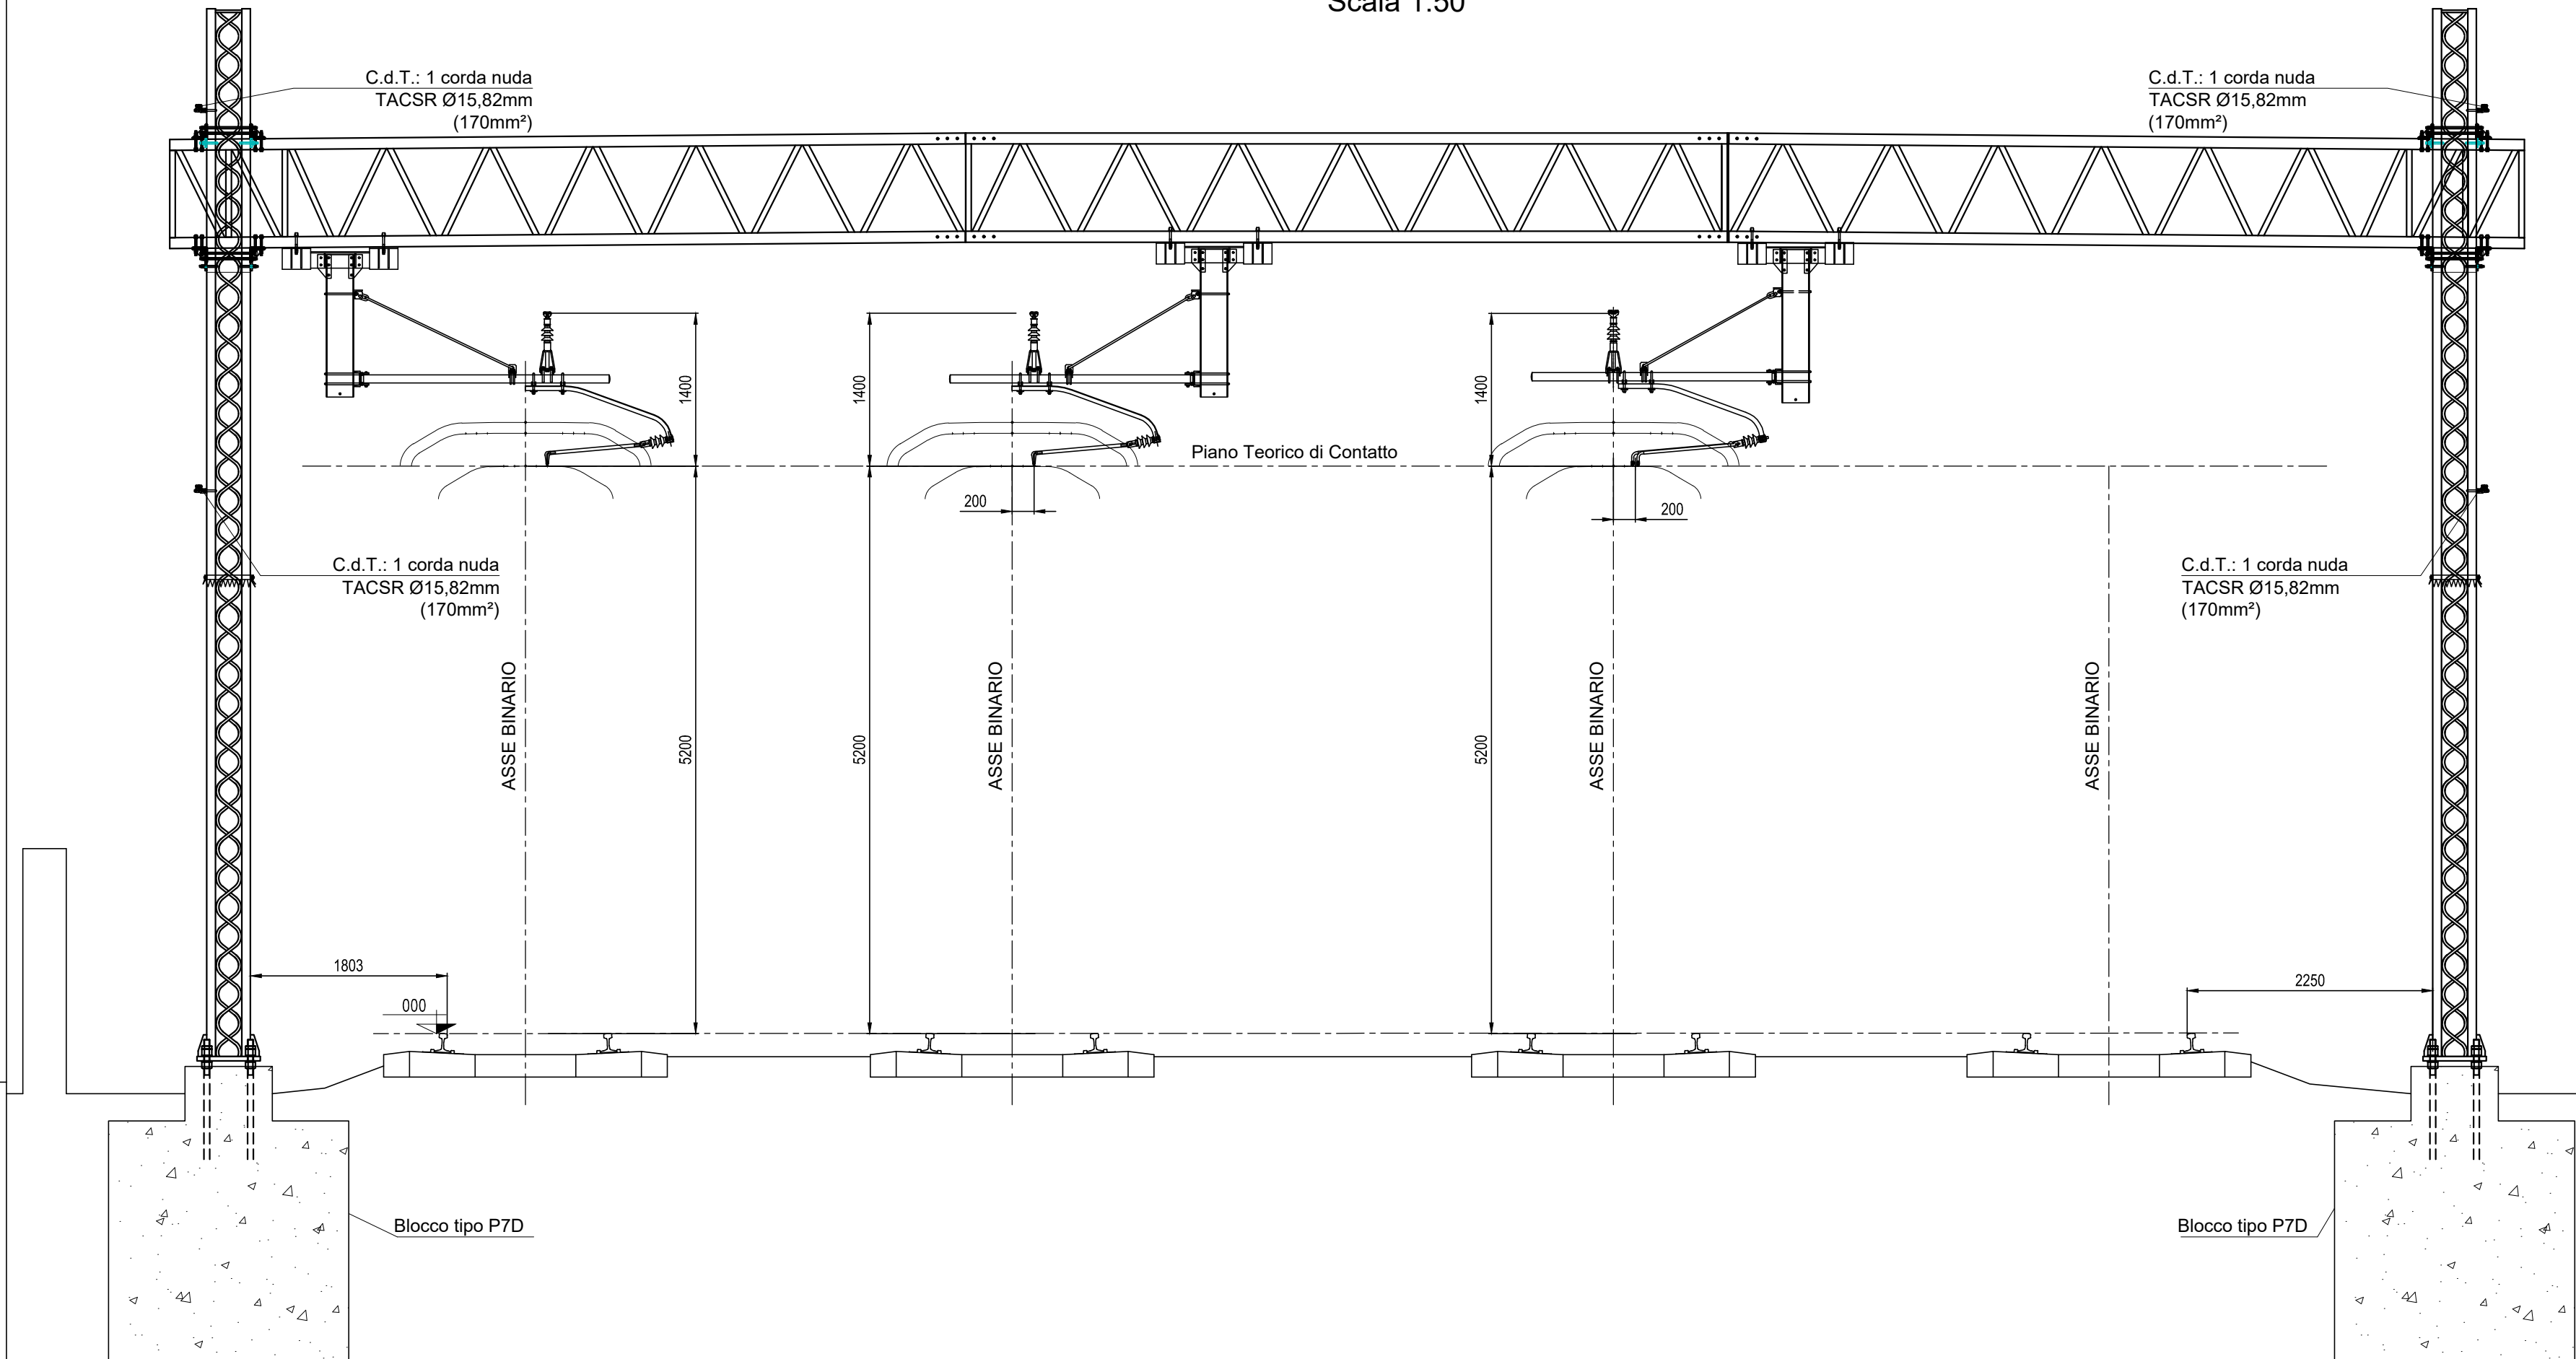 Scala 1:50
C.d.T.: 1 corda nuda
TACSR Ø15,82mm
(170mm²)
C.d.T.: 1 corda nuda
TACSR Ø15,82mm
(170mm²)
1400
1400
1400
Piano Teorico di Contatto
200
200
C.d.T.: 1 corda nuda
TACSR Ø15,82mm
(170mm²)
C.d.T.: 1 corda nuda
TACSR Ø15,82mm
(170mm²)
ASSE BINARIO
5200
5200
ASSE BINARIO
5200
ASSE BINARIO
ASSE BINARIO
1803
2250
000
Blocco tipo P7D
Blocco tipo P7D